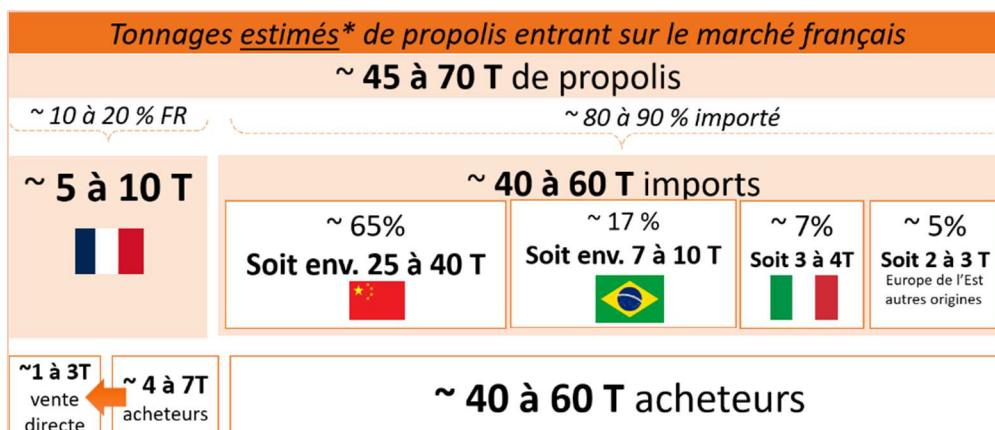 Tonnages estimés* de propolis entrant sur le marché français
~ 45 à 70 T de propolis
~ 10 à 20 % FR
~ 80 à 90 % importé
~ 5 à 10 T
~ 40 à 60 T imports
~ 65%
Soit env. 25 à 40 T
~ 17 %
Soit env. 7 à 10 T
~ 7%
Soit 3 à 4T
~ 5%
Soit 2 à 3 T
Europe de l'Est
autres origines
~1 à 3T
vente
directe
~ 4 à 7T
acheteurs
~ 40 à 60 T acheteurs